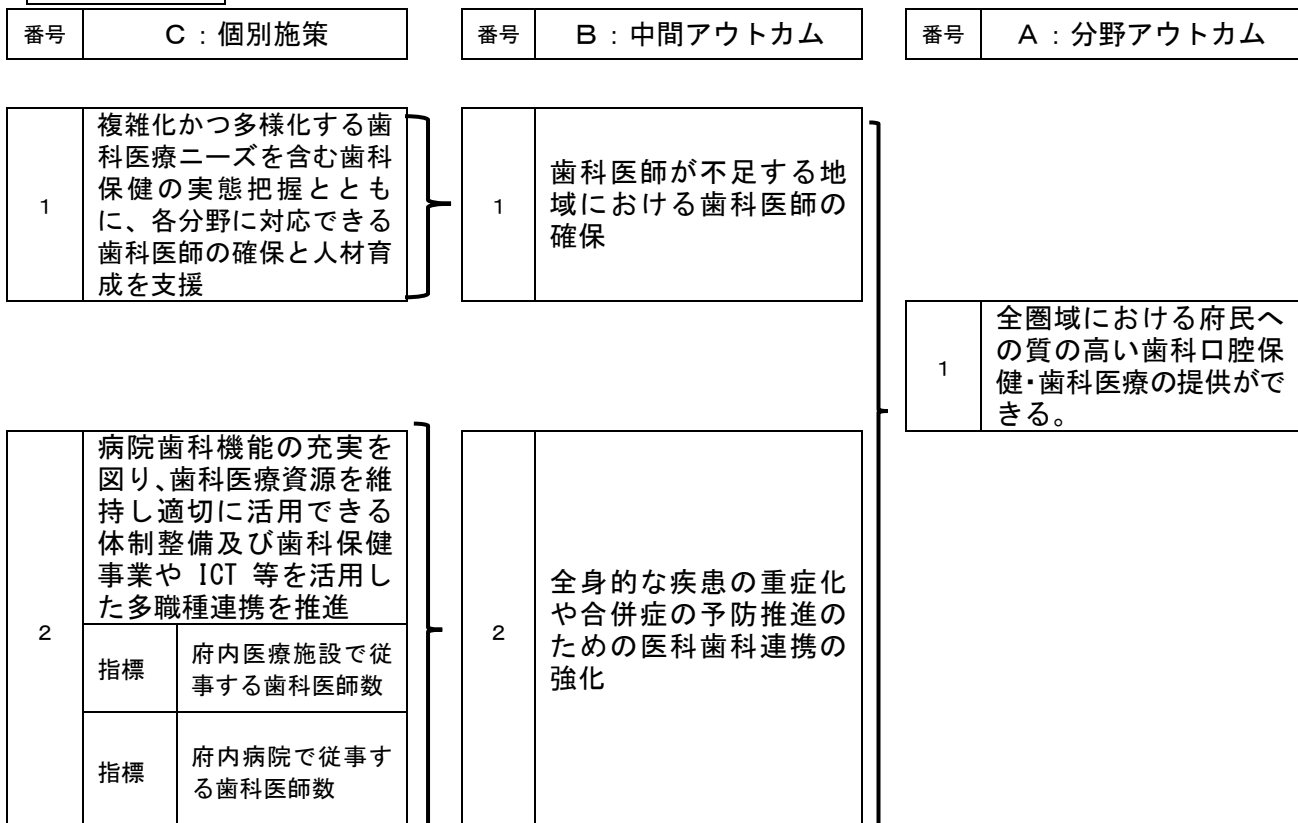 番号
C：個別施策
番号
B：中間アウトカム
番号
A：分野アウトカム
1
複雑化かつ多様化する歯
科医療ニーズを含む歯科
保健の実態把握ととも
に、各分野に対応できる
歯科医師の確保と人材育
成を支援
1
歯科医師が不足する地
域における歯科医師の
確保
1
全圏域における府民へ
の質の高い歯科口腔保
健・歯科医療の提供がで
きる。
2
病院歯科機能の充実を
図り、歯科医療資源を維
持し適切に活用できる
体制整備及び歯科保健
事業や ICT 等を活用し
た多職種連携を推進
指標
府内医療施設で従
事する歯科医師数
指標
府内病院で従事す
る歯科医師数
2
全身的な疾患の重症化
や合併症の予防推進の
ための医科歯科連携の
強化